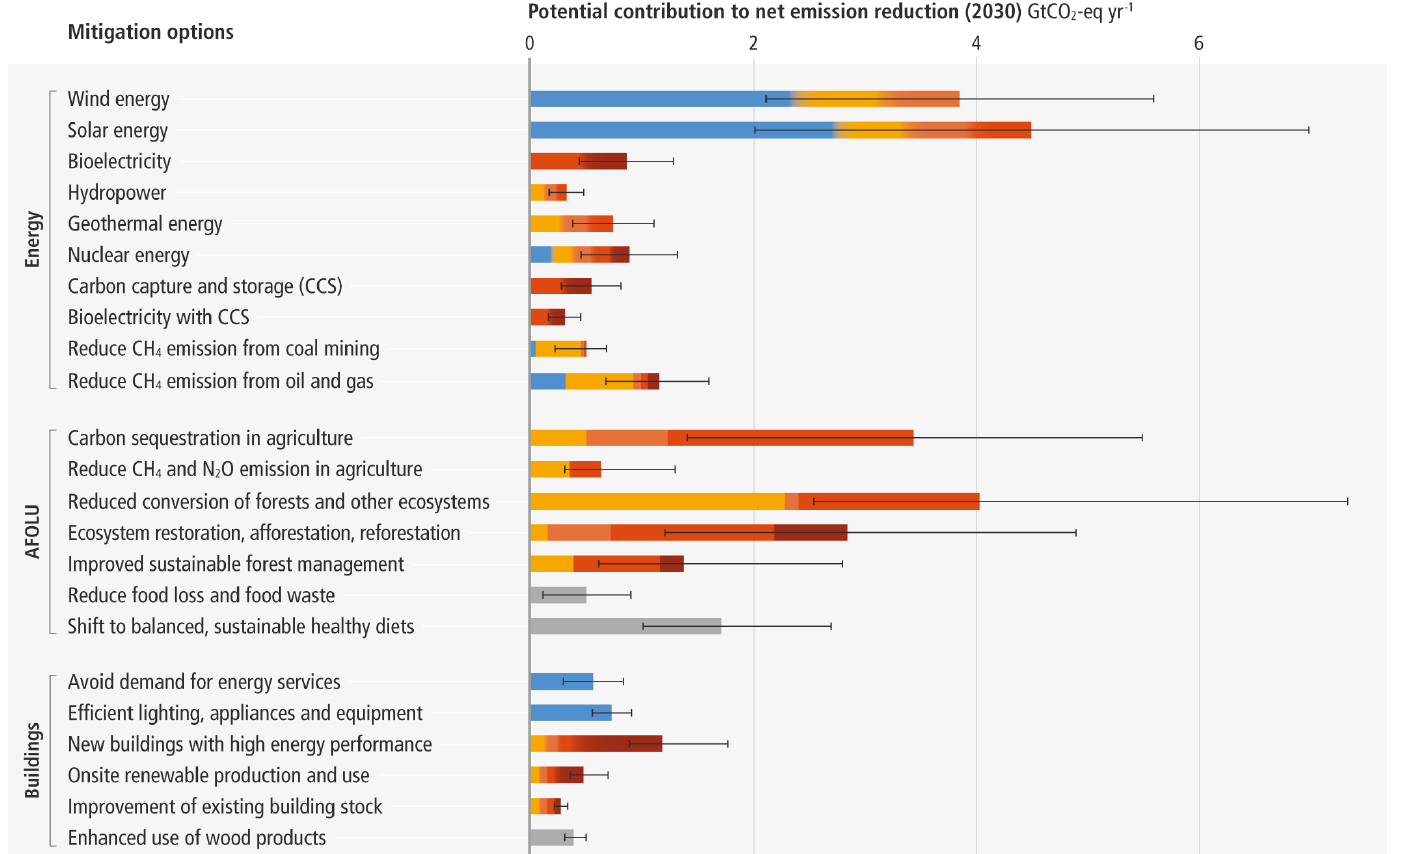 Potential contribution to net emission reduction (2030) GtCO₂-eq yr⁻¹
Mitigation options
0 2 4 6
Energy
Wind energy
Solar energy
Bioelectricity
Hydropower
Geothermal energy
Nuclear energy
Carbon capture and storage (CCS)
Bioelectricity with CCS
Reduce CH₄ emission from coal mining
Reduce CH₄ emission from oil and gas
AFOLU
Carbon sequestration in agriculture
Reduce CH₄ and N₂O emission in agriculture
Reduced conversion of forests and other ecosystems
Ecosystem restoration, afforestation, reforestation
Improved sustainable forest management
Reduce food loss and food waste
Shift to balanced, sustainable healthy diets
Buildings
Avoid demand for energy services
Efficient lighting, appliances and equipment
New buildings with high energy performance
Onsite renewable production and use
Improvement of existing building stock
Enhanced use of wood products